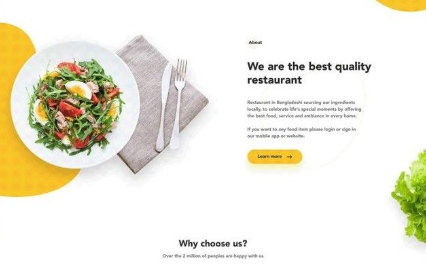 About
We are the best quality
restaurant
Restaurant in Bangladeshi sourcing our ingredients
locally, to celebrate life's special moments by offering
the best food, service and ambiance in every home.
If you want to any food item please login or sign in
our mobile app or website.
Learn more →
Why choose us?
Over the 2 million of peoples are happy with us